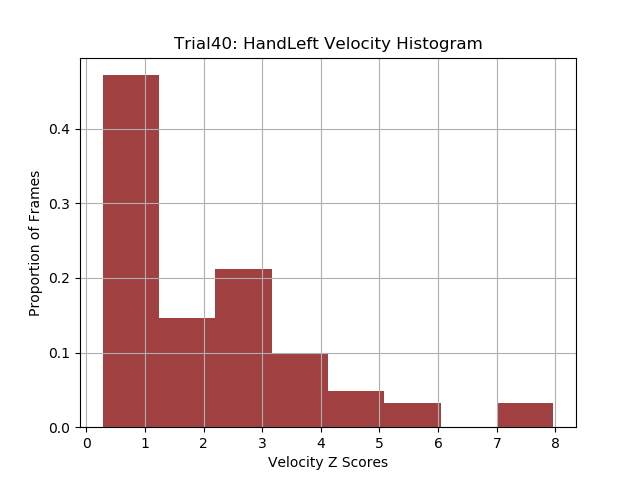 Trial40: HandLeft Velocity Histogram
Proportion of Frames
0.4
0.3
0.2
0.1
0.0
0 1 2 3 4 5 6 7 8
Velocity Z Scores